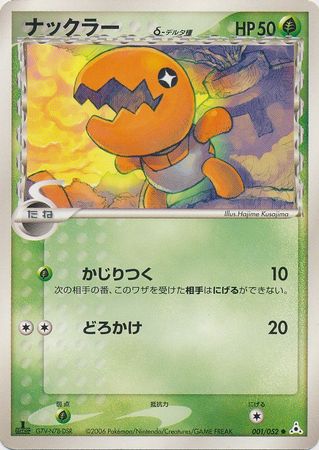 ナックラー δ-デルタ種 HP50
Illus.Hajime Kusajima
たね
かじりつく 10
次の相手の番、このワザを受けた相手はにげるができない。
どろかけ 20
弱点 抵抗力 にげる
©2006 Pokémon/Nintendo/Creatures/GAME FREAK 001/052 ●